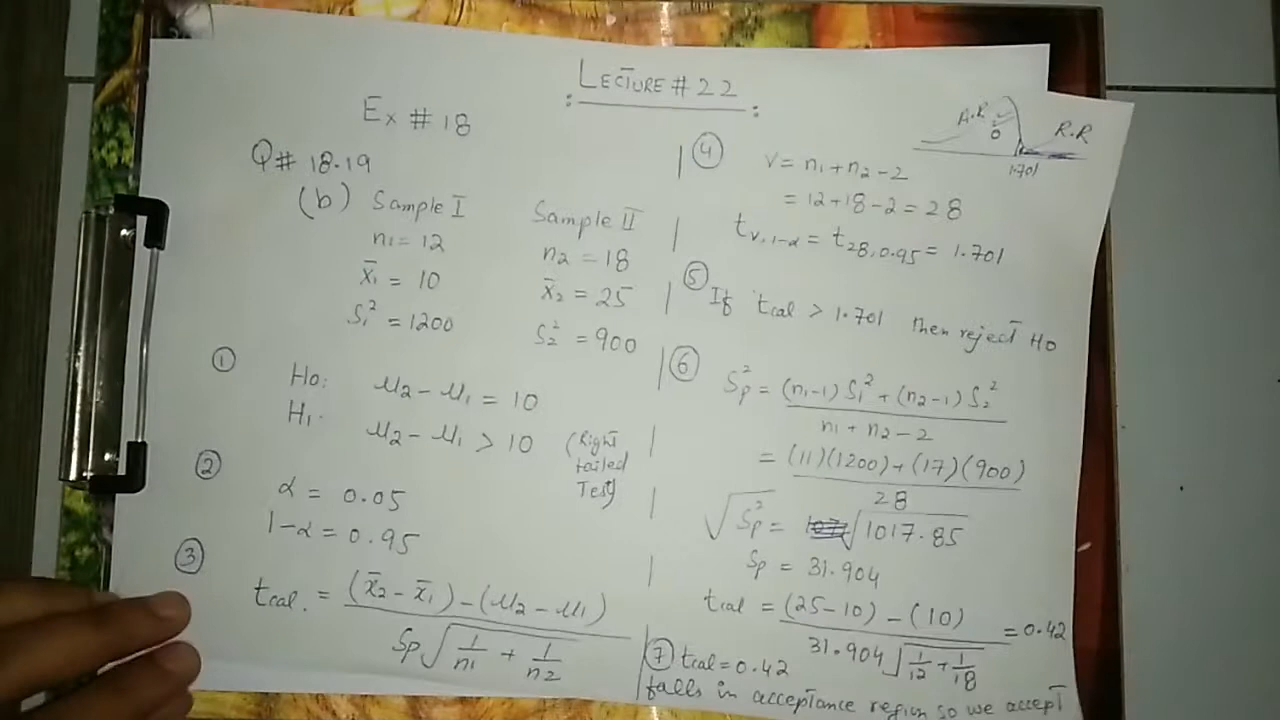 LECTURE # 22
Ex # 18
Q# 18.19
(b) Sample I Sample II
n₁ = 12 n₂ = 18
x̄₁ = 10 x̄₂ = 25
S₁² = 1200 S₂² = 900
① H₀: μ₂ - μ₁ = 10
H₁: μ₂ - μ₁ > 10 (Right tailed Test)
② α = 0.05
1-α = 0.95
③ tcal. = (x̄₂ - x̄₁) - (μ₂ - μ₁) / Sp√(1/n₁ + 1/n₂)
A.R 0 R.R
1.701
④ V = n₁ + n₂ - 2
= 12 + 18 - 2 = 28
t_v,1-α = t_28,0.95 = 1.701
⑤ If tcal > 1.701 then reject H₀
⑥ Sp² = (n₁-1) S₁² + (n₂-1) S₂² / n₁ + n₂ - 2
= (11)(1200) + (17)(900) / 28
√Sp² = √1017.85
Sp = 31.904
tcal = (25-10) - (10) / 31.904 √(1/12 + 1/18) = 0.42
⑦ tcal = 0.42
falls in acceptance region so we accept